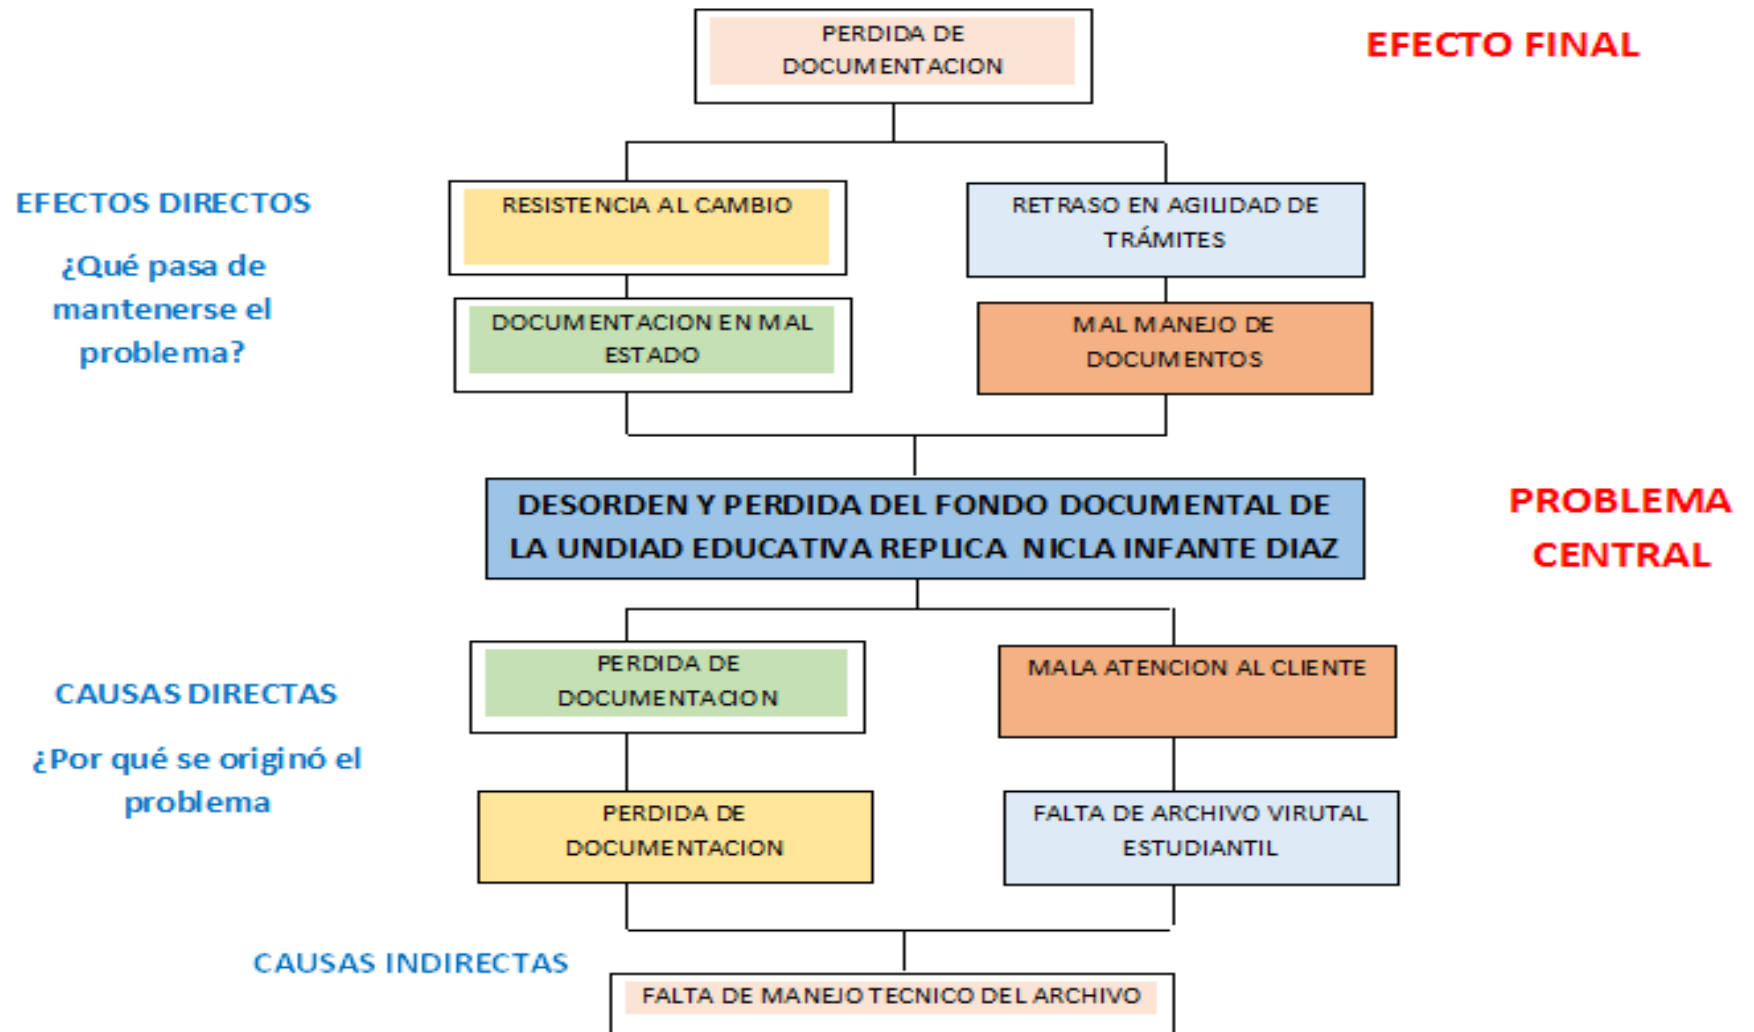 PERDIDA DE
DOCUMENTACION
EFECTO FINAL
EFECTOS DIRECTOS
¿Qué pasa de
mantenerse el
problema?
RESISTENCIA AL CAMBIO
RETRASO EN AGILIDAD DE
TRÁMITES
DOCUMENTACION EN MAL
ESTADO
MAL MANEJO DE
DOCUMENTOS
DESORDEN Y PERDIDA DEL FONDO DOCUMENTAL DE
LA UNDIAD EDUCATIVA REPLICA NICLA INFANTE DIAZ
PROBLEMA
CENTRAL
CAUSAS DIRECTAS
¿Por qué se originó el
problema
PERDIDA DE
DOCUMENTACION
MALA ATENCION AL CLIENTE
PERDIDA DE
DOCUMENTACION
FALTA DE ARCHIVO VIRUTAL
ESTUDIANTIL
CAUSAS INDIRECTAS
FALTA DE MANEJO TECNICO DEL ARCHIVO